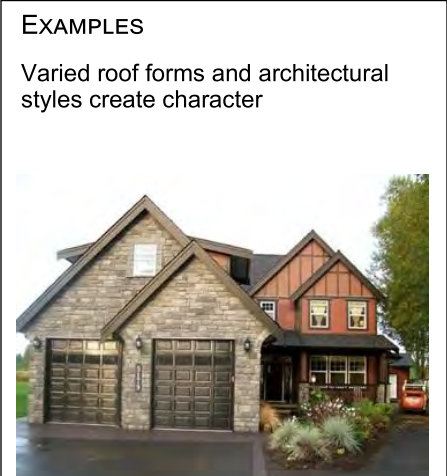 EXAMPLES
Varied roof forms and architectural
styles create character